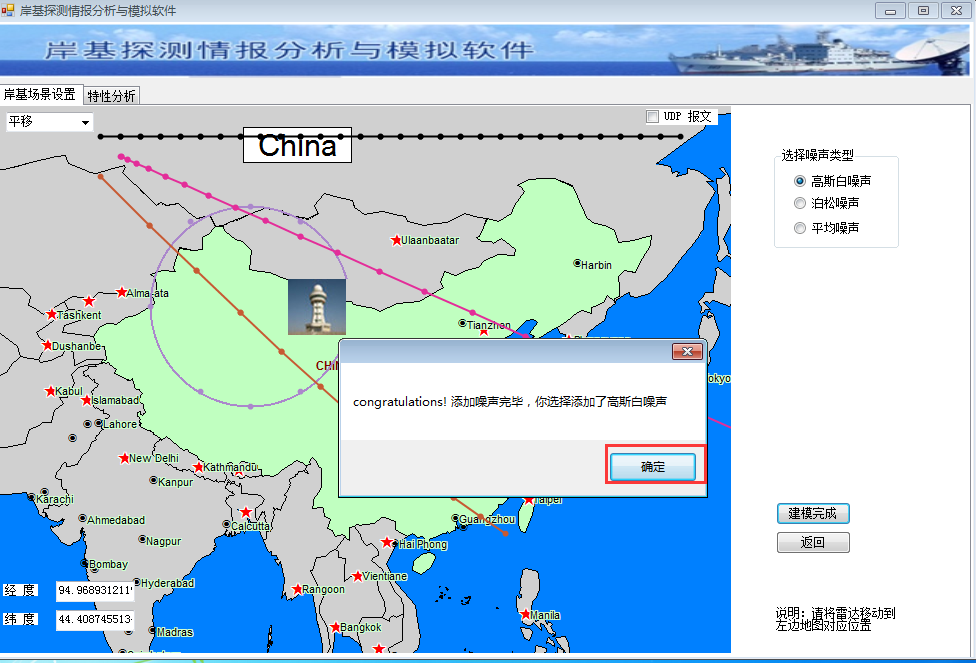 岸基探测情报分析与模拟软件
岸基探测情报分析与模拟软件
岸基场景设置 特性分析
平移
UDP 报文
China
Ulaanbaatar
Harbin
Alma-ata
Tashkent
Tianzhen
Dushanbe
Kabul
Islamabad
Lahore
New Delhi
Kathmandu
Kanpur
Karachi
Ahmedabad
Calcutta
Guangzhou
Taipei
Nagpur
Hai Phong
Bombay
Vientiane
Hyderabad
Rangoon
Manila
Bangkok
Madras
经 度 94.968931211
纬 度 44.408745513
congratulations! 添加噪声完毕，你选择添加了高斯白噪声
确定
选择噪声类型
高斯白噪声
泊松噪声
平均噪声
建模完成
返回
说明：请将雷达移动到
左边地图对应位置